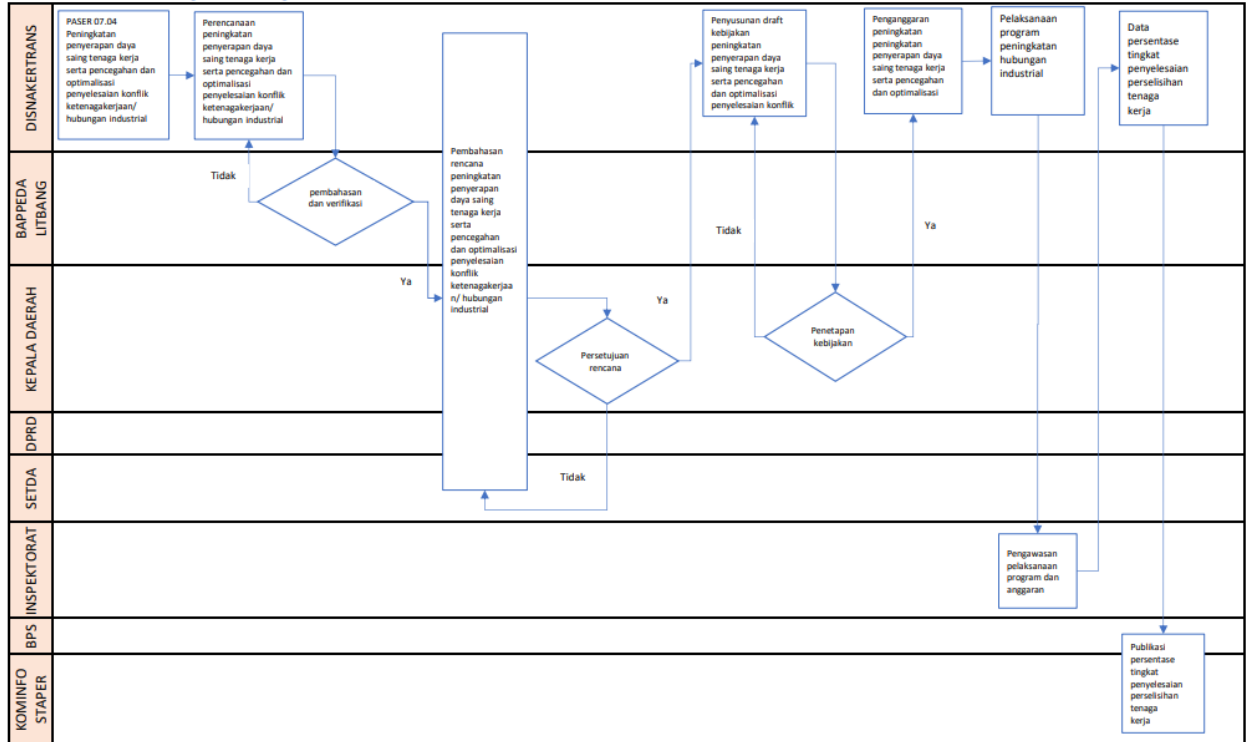 DISNAKERTRANS
PASER 07.04
Peningkatan
penyerapan daya
saing tenaga kerja
serta pencegahan dan
optimalisasi
penyelesaian konflik
ketenagakerjaan/
hubungan industrial
Perencanaan
peningkatan
penyerapan daya
saing tenaga kerja
serta pencegahan dan
optimalisasi
penyelesaian konflik
ketenagakerjaan/
hubungan industrial
Pembahasan
rencana
peningkatan
penyerapan
daya saing
tenaga kerja
serta
pencegahan
dan optimalisasi
penyelesaian
konflik
ketenagakerjaa
n/ hubungan
industrial
Penyusunan draft
kebijakan
peningkatan
penyerapan daya
saing tenaga kerja
serta pencegahan
dan optimalisasi
penyelesaian konflik
Penganggaran
peningkatan
peningkatan
penyerapan daya
saing tenaga kerja
serta pencegahan
dan optimalisasi
Pelaksanaan
program
peningkatan
hubungan
industrial
Data
persentase
tingkat
penyelesaian
perselisihan
tenaga
kerja
BAPPEDA
LITBANG
Tidak
pembahasan
dan verifikasi
Tidak
Ya
KEPALA DAERAH
Ya
Persetujuan
rencana
Ya
Penetapan
kebijakan
DPRD
SETDA
Tidak
INSPEKTORAT
Pengawasan
pelaksanaan
program dan
anggaran
BPS
KOMINFO
STAPER
Publikasi
persentase
tingkat
penyelesaian
perselisihan
tenaga
kerja